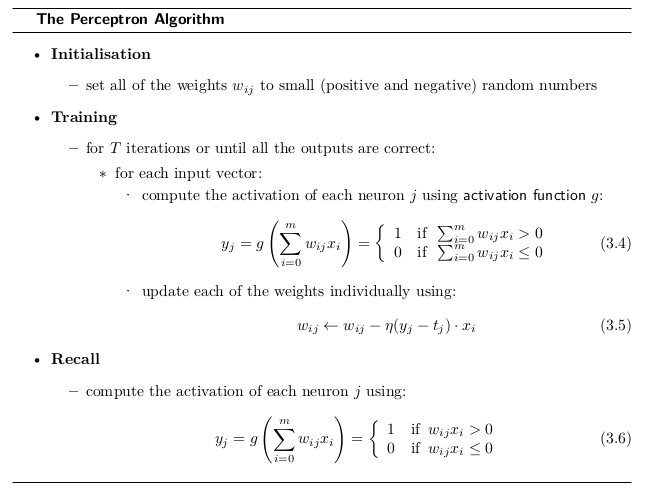 The Perceptron Algorithm
• Initialisation
– set all of the weights w_{ij} to small (positive and negative) random numbers
• Training
– for T iterations or until all the outputs are correct:
∗ for each input vector:
· compute the activation of each neuron j using activation function g:
y_j = g \left( \sum_{i=0}^{m} w_{ij} x_i \right) = \begin{cases} 1 & \text{if } \sum_{i=0}^{m} w_{ij} x_i > 0 \\ 0 & \text{if } \sum_{i=0}^{m} w_{ij} x_i \leq 0 \end{cases} (3.4)
· update each of the weights individually using:
w_{ij} ← w_{ij} − η(y_j − t_j) · x_i (3.5)
• Recall
– compute the activation of each neuron j using:
y_j = g \left( \sum_{i=0}^{m} w_{ij} x_i \right) = \begin{cases} 1 & \text{if } w_{ij} x_i > 0 \\ 0 & \text{if } w_{ij} x_i \leq 0 \end{cases} (3.6)